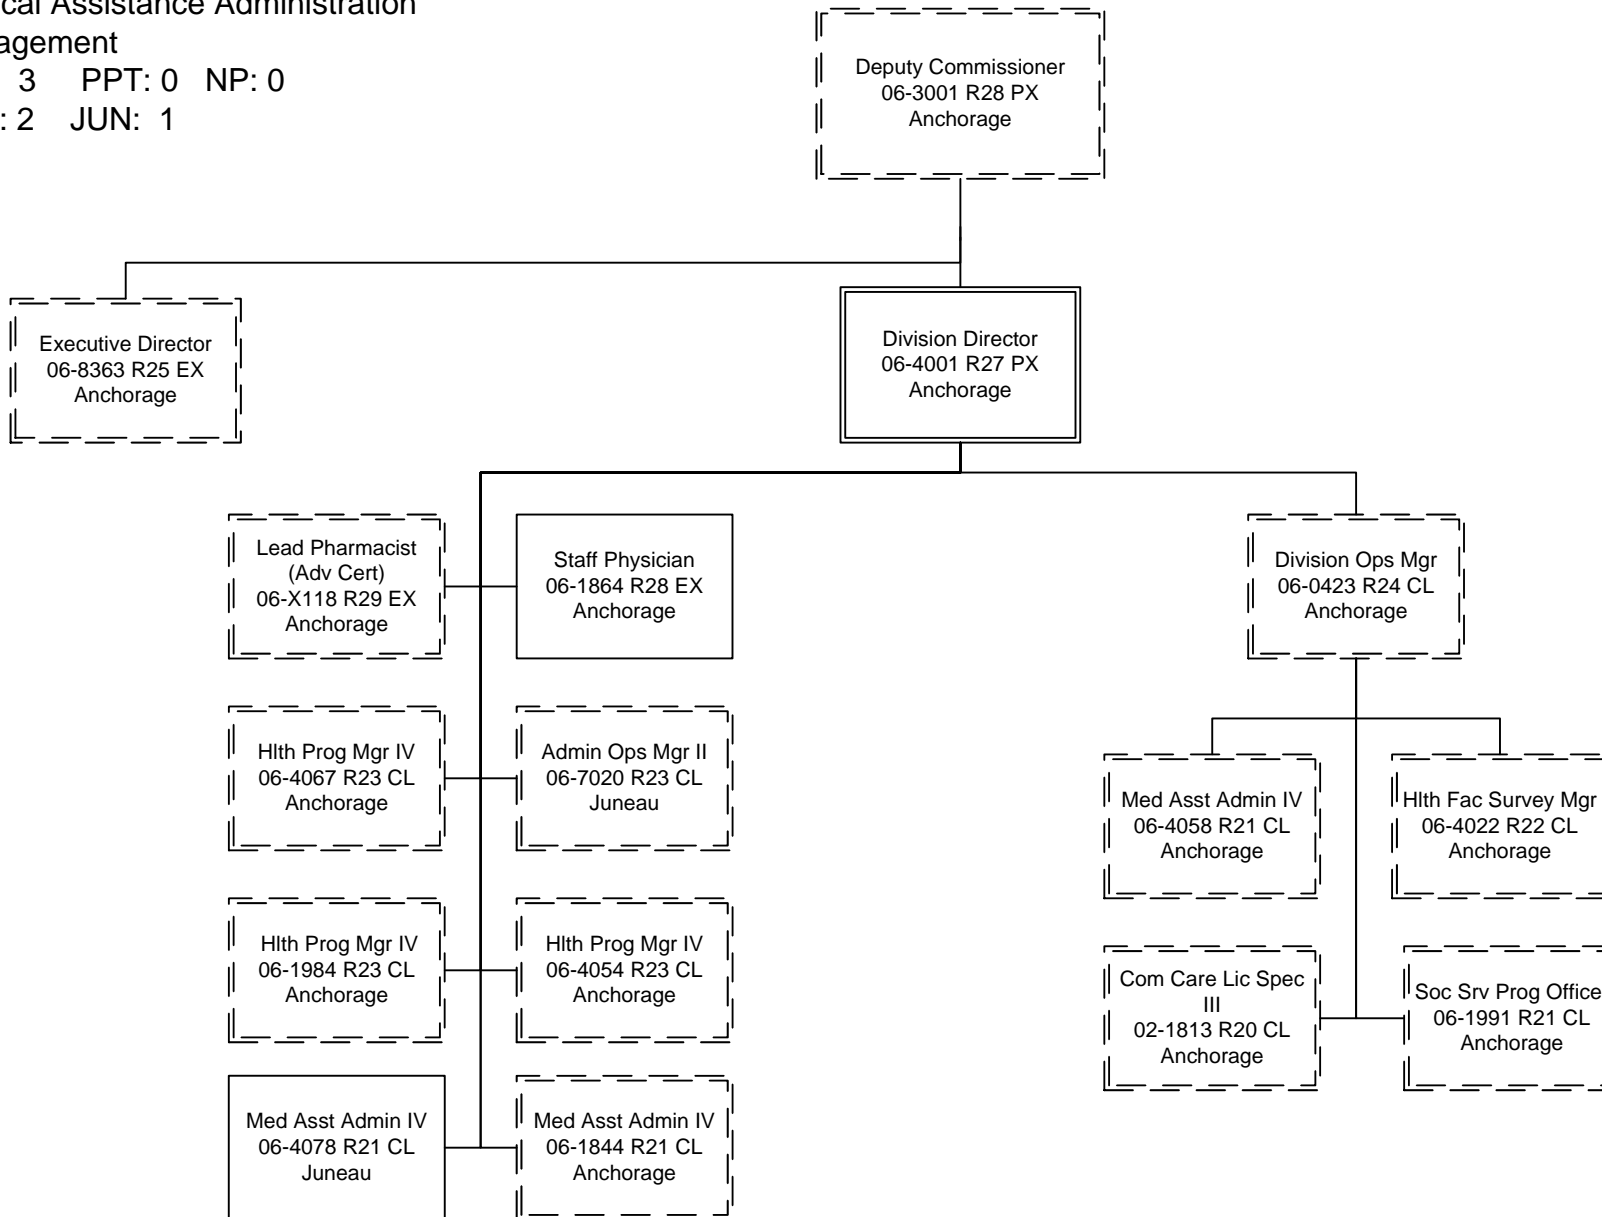 cal Assistance Administration
agement
3 PPT: 0 NP: 0
: 2 JUN: 1
Deputy Commissioner
06-3001 R28 PX
Anchorage
Executive Director
06-8363 R25 EX
Anchorage
Division Director
06-4001 R27 PX
Anchorage
Lead Pharmacist
(Adv Cert)
06-X118 R29 EX
Anchorage
Staff Physician
06-1864 R28 EX
Anchorage
Division Ops Mgr
06-0423 R24 CL
Anchorage
Hlth Prog Mgr IV
06-4067 R23 CL
Anchorage
Admin Ops Mgr II
06-7020 R23 CL
Juneau
Med Asst Admin IV
06-4058 R21 CL
Anchorage
Hlth Fac Survey Mgr
06-4022 R22 CL
Anchorage
Hlth Prog Mgr IV
06-1984 R23 CL
Anchorage
Hlth Prog Mgr IV
06-4054 R23 CL
Anchorage
Com Care Lic Spec
III
02-1813 R20 CL
Anchorage
Soc Srv Prog Office
06-1991 R21 CL
Anchorage
Med Asst Admin IV
06-4078 R21 CL
Juneau
Med Asst Admin IV
06-1844 R21 CL
Anchorage